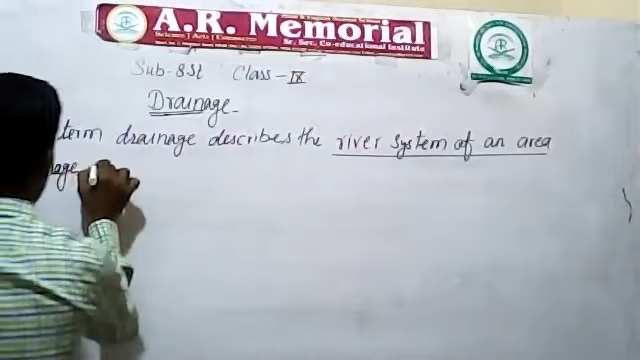 A.R. Memorial
Science | Arts | Commerce
Sr. Sec. Co-educational Institute
Sub-SSt Class-IX
Drainage
term drainage describes the river system of an area
age